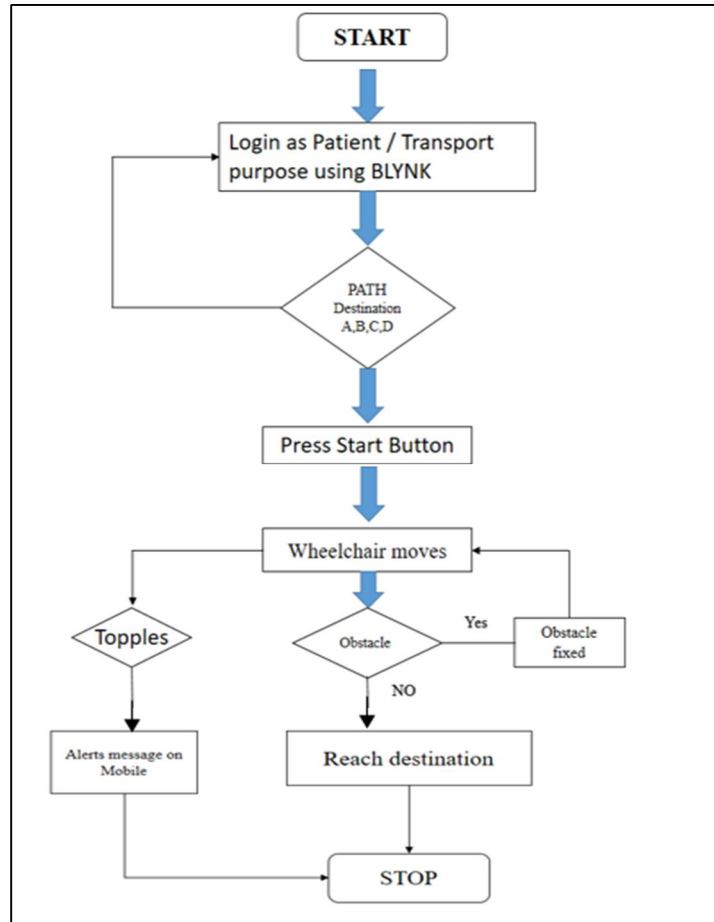 START
Login as Patient / Transport
purpose using BLYNK
PATH
Destination
A,B,C,D
Press Start Button
Wheelchair moves
Topples
Obstacle
Yes
Obstacle
fixed
NO
Alerts message on
Mobile
Reach destination
STOP